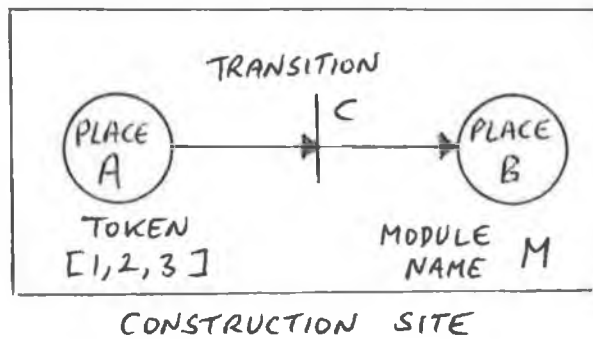 TRANSITION
C
PLACE
A
PLACE
B
TOKEN
[1,2,3]
MODULE
NAME M
CONSTRUCTION SITE